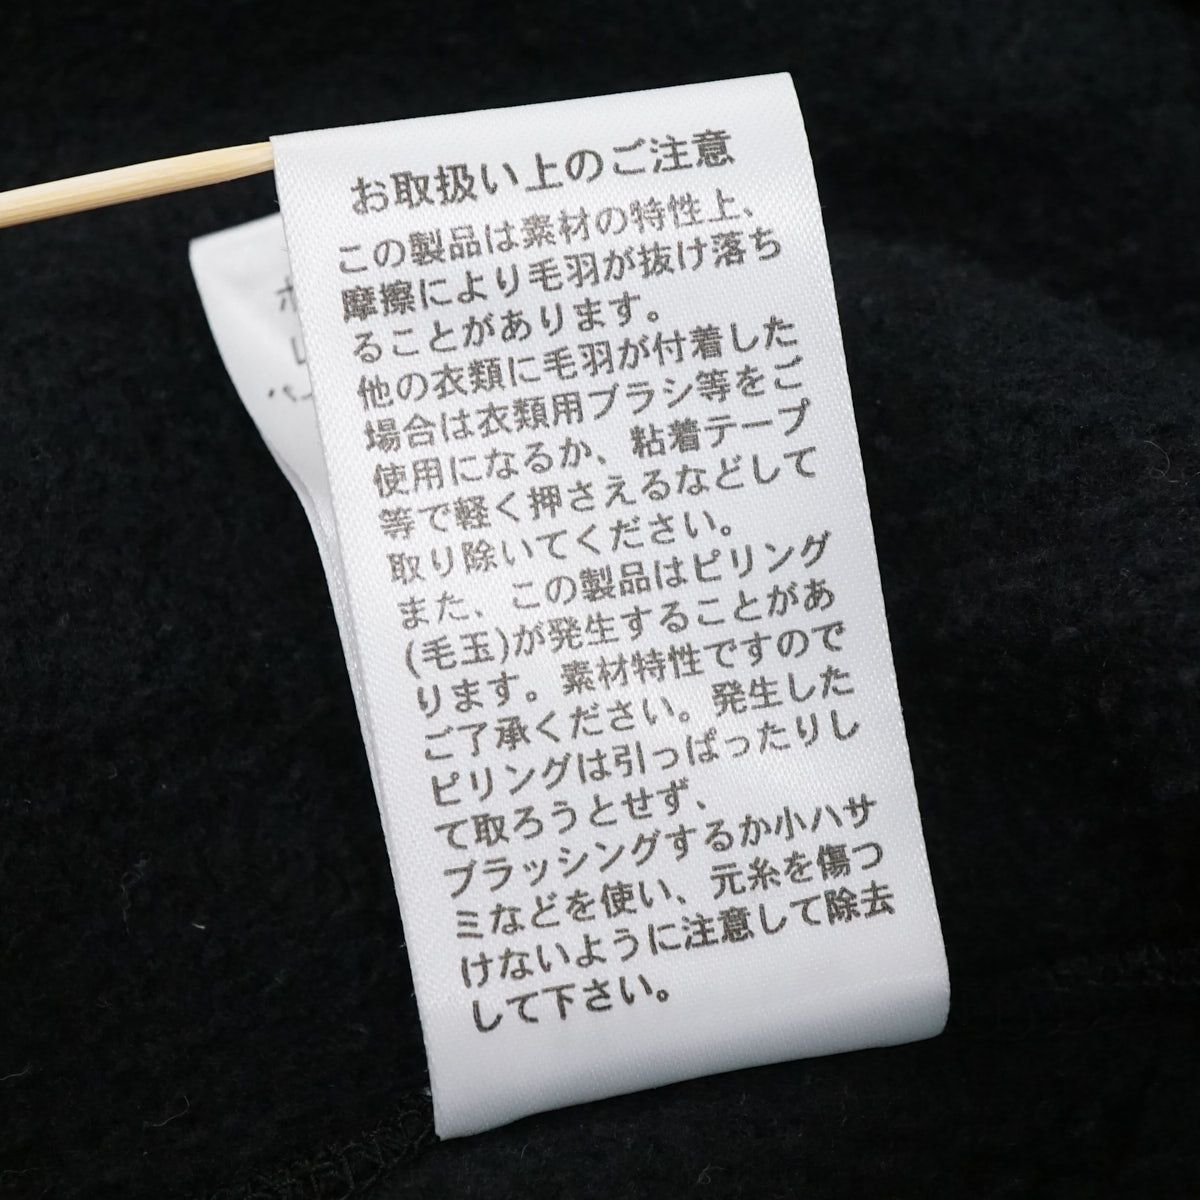 お取扱い上のご注意
この製品は素材の特性上、
摩擦により毛羽が抜け落ち
ることがあります。
他の衣類に毛羽が付着した
場合は衣類用ブラシ等をご
使用になるか、粘着テープ
等で軽く押さえるなどして
取り除いてください。
また、この製品はピリング
(毛玉)が発生することがあ
ります。素材特性ですので
ご了承ください。発生した
ピリングは引っぱったりし
て取ろうとせず、
ブラッシングするか小ハサ
ミなどを使い、元糸を傷つ
けないように注意して除去
して下さい。